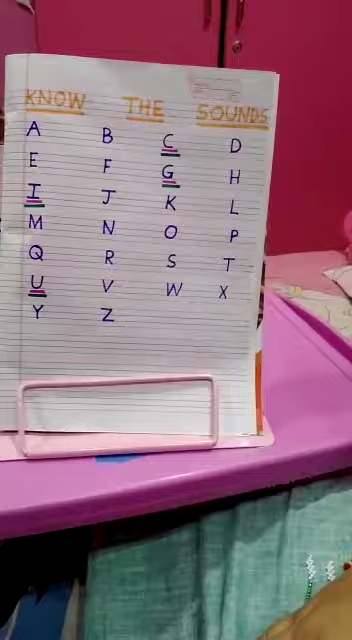 KNOW THE SOUNDS
A B C D
E F G H
I J K L
M N O P
Q R S T
U V W X
Y Z